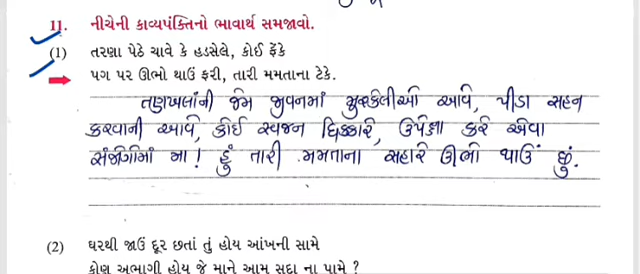 11. નીચેની કાવ્યપંક્તિનો ભાવાર્થ સમજાવો.
(1) તરણા પેઠે ચાવે કે હડસેલે, કોઈ ફેંકે
પગ પર ઊભો થાઉં ફરી, તારી મમતાના ટેકે.
તણખલાંની જેમ જીવનમાં મુશ્કેલીઓ આવે, પીડા સહન
કરવાની આવે, કોઈ સ્વજન ધિક્કારે, ઉપેક્ષા કરે એવા
સંજોગોમાં મા! હું તારી મમતાના સહારે ઊભો થાઉં છું.
(2) ઘરથી જાઉં દૂર છતાં તું હોય આંખની સામે
કોણ અભાગી હોય જે માને આમ સદા ના પામે ?